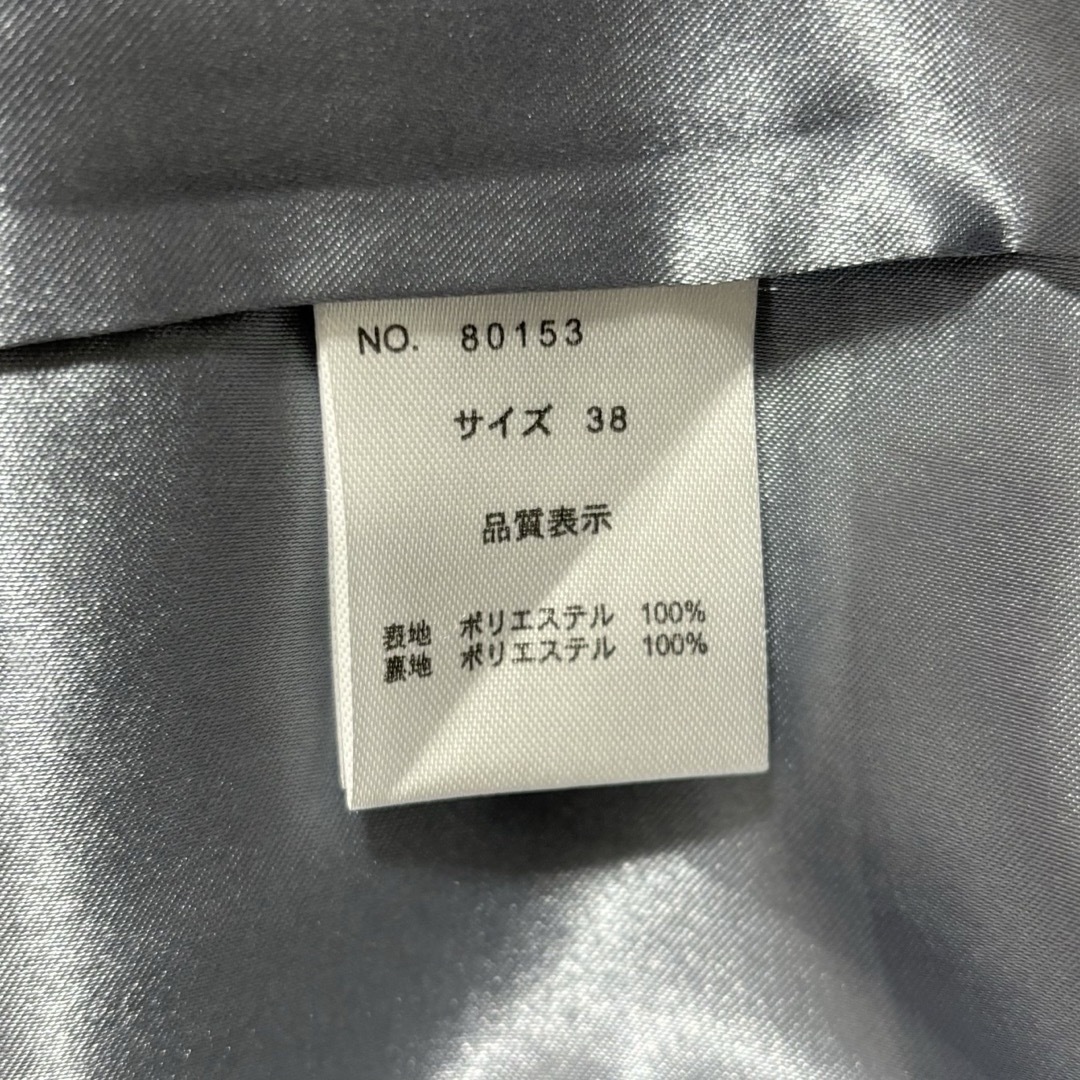 NO. 80153
サイズ 38
品質表示
表地 ポリエステル 100%
裏地 ポリエステル 100%